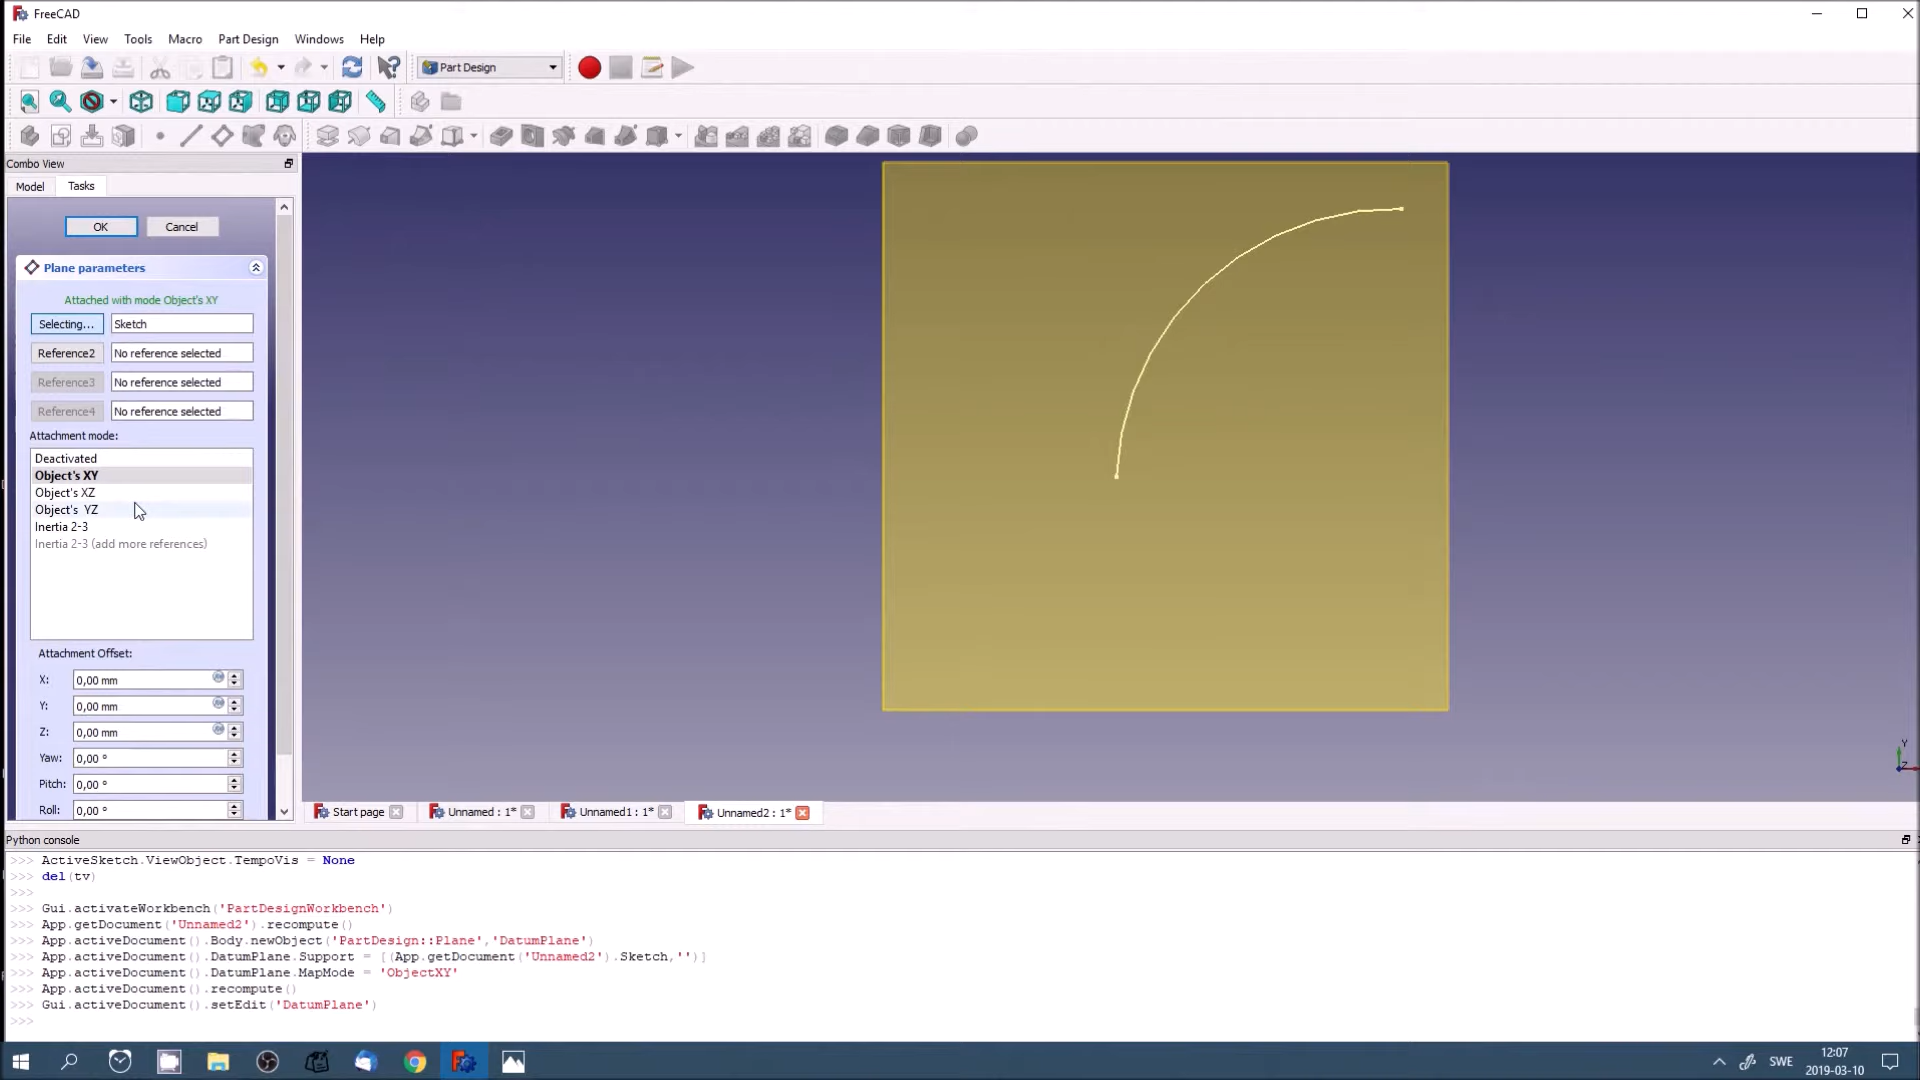 FreeCAD
File Edit View Tools Macro Part Design Windows Help
Part Design
Combo View
Model Tasks
OK Cancel
Plane parameters
Attached with mode Object's XY
Selecting... Sketch
Reference2 No reference selected
Reference3 No reference selected
Reference4 No reference selected
Attachment mode:
Deactivated
Object's XY
Object's XZ
Object's  YZ
Inertia 2-3
Inertia 2-3 (add more references)
Attachment Offset:
X: 0,00 mm
Y: 0,00 mm
Z: 0,00 mm
Yaw: 0,00 °
Pitch: 0,00 °
Roll: 0,00 °
Y
Z
Start page Unnamed : 1* Unnamed1 : 1* Unnamed2 : 1*
Python console
>>> ActiveSketch.ViewObject.TempoVis = None
>>> del(tv)
>>>
>>> Gui.activateWorkbench('PartDesignWorkbench')
>>> App.getDocument('Unnamed2').recompute()
>>> App.activeDocument().Body.newObject('PartDesign::Plane','DatumPlane')
>>> App.activeDocument().DatumPlane.Support = [(App.getDocument('Unnamed2').Sketch,'')]
>>> App.activeDocument().DatumPlane.MapMode = 'ObjectXY'
>>> App.activeDocument().recompute()
>>> Gui.activeDocument().setEdit('DatumPlane')
>>>
SWE 12:07
2019-03-10